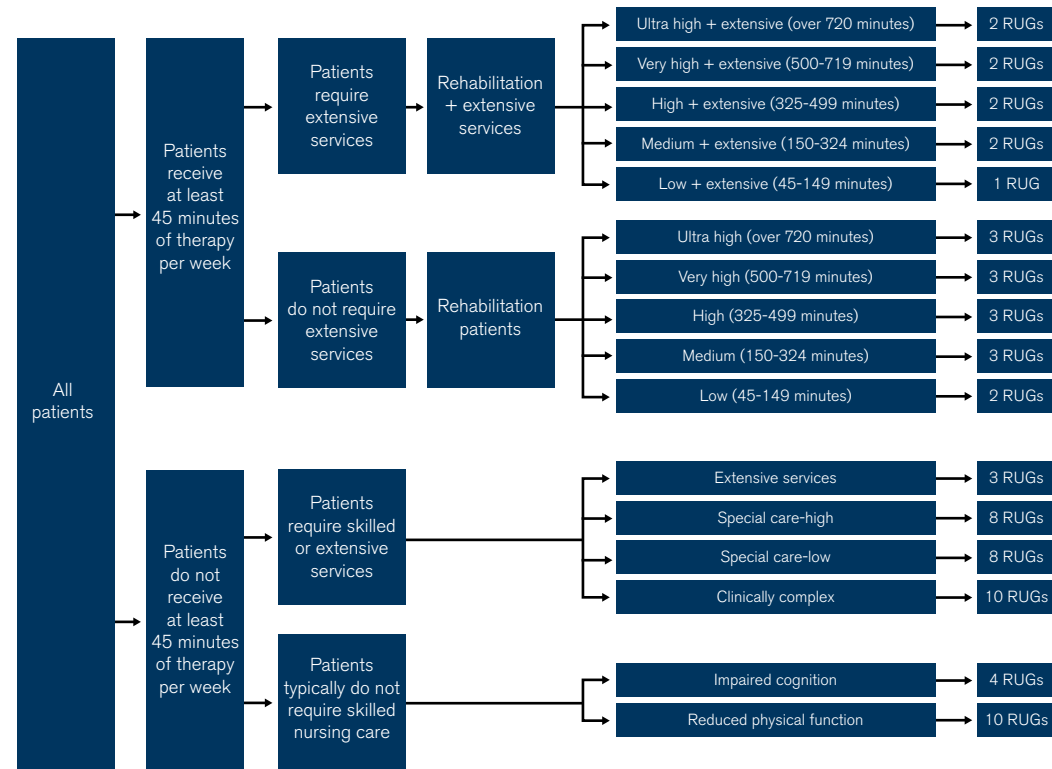 All
patients
Patients
receive
at least
45 minutes
of therapy
per week
Patients
require
extensive
services
Rehabilitation
+ extensive
services
Ultra high + extensive (over 720 minutes)
2 RUGs
Very high + extensive (500-719 minutes)
2 RUGs
High + extensive (325-499 minutes)
2 RUGs
Medium + extensive (150-324 minutes)
2 RUGs
Low + extensive (45-149 minutes)
1 RUG
Patients
do not require
extensive
services
Rehabilitation
patients
Ultra high (over 720 minutes)
3 RUGs
Very high (500-719 minutes)
3 RUGs
High (325-499 minutes)
3 RUGs
Medium (150-324 minutes)
3 RUGs
Low (45-149 minutes)
2 RUGs
Patients
do not
receive
at least
45 minutes
of therapy
per week
Patients
require skilled
or extensive
services
Extensive services
3 RUGs
Special care-high
8 RUGs
Special care-low
8 RUGs
Clinically complex
10 RUGs
Patients
typically do not
require skilled
nursing care
Impaired cognition
4 RUGs
Reduced physical function
10 RUGs